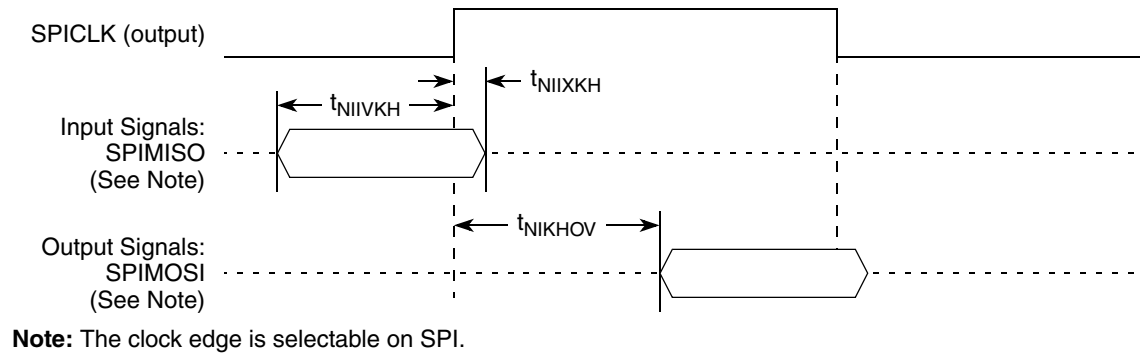 SPICLK (output)
tNIIXKH
tNIIVKH
Input Signals:
SPIMISO
(See Note)
tNIKHOV
Output Signals:
SPIMOSI
(See Note)
Note: The clock edge is selectable on SPI.